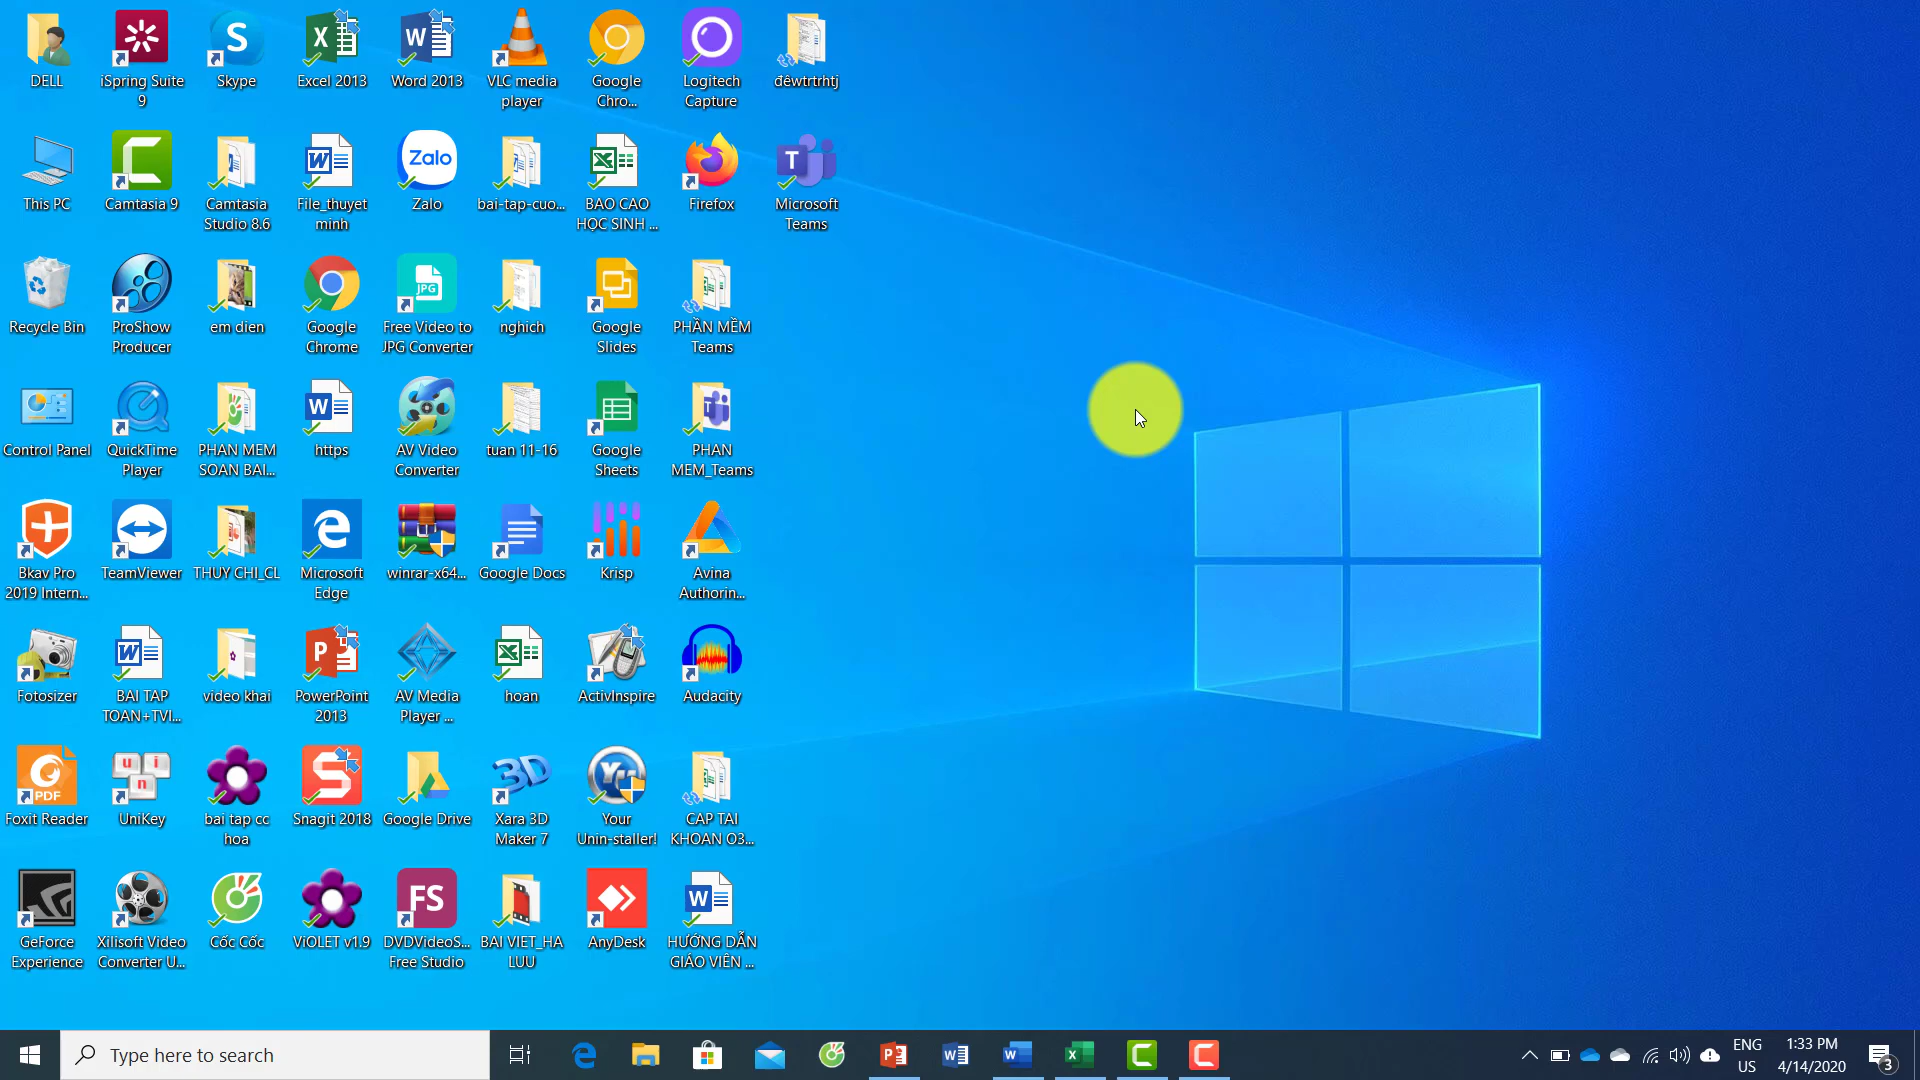 DELL
iSpring Suite
9
Skype
Excel 2013
Word 2013
VLC media
player
Google
Chro...
Logitech
Capture
đêwtrtrhtj
This PC
Camtasia 9
Camtasia
Studio 8.6
File_thuyet
minh
Zalo
Zalo
bai-tap-cuo...
BAO CAO
HỌC SINH ...
Firefox
Microsoft
Teams
Recycle Bin
ProShow
Producer
em dien
Google
Chrome
JPG
Free Video to
JPG Converter
nghich
Google
Slides
PHẦN MỀM
Teams
Control Panel
QuickTime
Player
PHAN MEM
SOAN BAI...
https
AV Video
Converter
tuan 11-16
Google
Sheets
PHAN
MEM_Teams
Bkav Pro
2019 Intern...
TeamViewer
THUY CHI_CL
Microsoft
Edge
winrar-x64...
Google Docs
Krisp
Avina
Authorin...
Fotosizer
BAI TAP
TOAN+TVI...
video khai
PowerPoint
2013
AV Media
Player ...
hoan
ActivInspire
Audacity
PDF
Foxit Reader
u n i
UniKey
bai tap cc
hoa
Snagit 2018
Google Drive
3D
Xara 3D
Maker 7
Your
Unin-staller!
CAP TAI
KHOAN O3...
GeForce
Experience
Xilisoft Video
Converter U...
Cốc Cốc
ViOLET v1.9
FS
DVDVideoS...
Free Studio
BAI VIET_HA
LUU
AnyDesk
HƯỚNG DẪN
GIÁO VIÊN ...
Type here to search
ENG
US
1:33 PM
4/14/2020
3